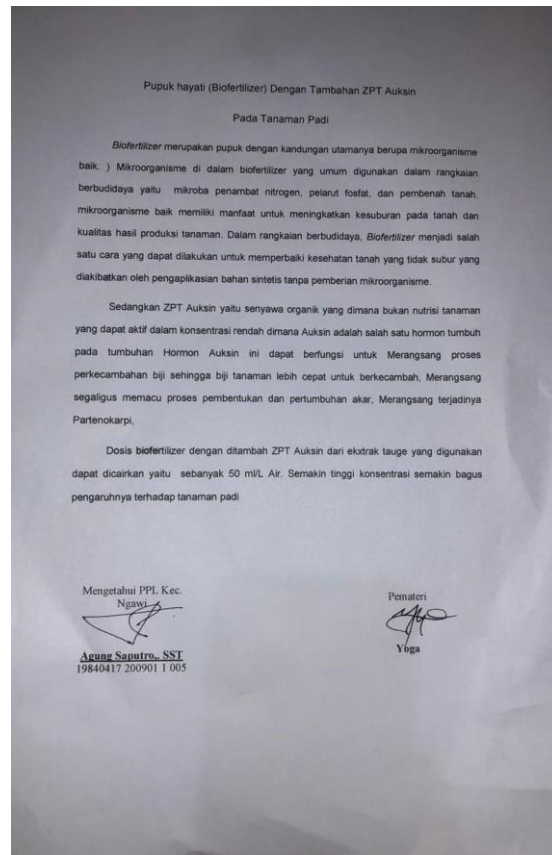 Pupuk hayati (Biofertilizer) Dengan Tambahan ZPT Auksin
Pada Tanaman Padi
Biofertilizer merupakan pupuk dengan kandungan utamanya berupa mikroorganisme
baik. ) Mikroorganisme di dalam biofertilizer yang umum digunakan dalam rangkaian
berbudidaya yaitu mikroba penambat nitrogen, pelarut fosfat, dan pembenah tanah.
mikroorganisme baik memiliki manfaat untuk meningkatkan kesuburan pada tanah dan
kualitas hasil produksi tanaman. Dalam rangkaian berbudidaya, Biofertilizer menjadi salah
satu cara yang dapat dilakukan untuk memperbaiki kesehatan tanah yang tidak subur yang
diakibatkan oleh pengaplikasian bahan sintetis tanpa pemberian mikroorganisme.
Sedangkan ZPT Auksin yaitu senyawa organik yang dimana bukan nutrisi tanaman
yang dapat aktif dalam konsentrasi rendah dimana Auksin adalah salah satu hormon tumbuh
pada tumbuhan Hormon Auksin ini dapat berfungsi untuk Merangsang proses
perkecambahan biji sehingga biji tanaman lebih cepat untuk berkecambah, Merangsang
segaligus memacu proses pembentukan dan pertumbuhan akar, Merangsang terjadinya
Partenokarpi,
Dosis biofertilizer dengan ditambah ZPT Auksin dari ekxtrak tauge yang digunakan
dapat dicairkan yaitu sebanyak 50 ml/L Air. Semakin tinggi konsentrasi semakin bagus
pengaruhnya terhadap tanaman padi
Mengetahui PPL Kec.
Ngawi
Agung Saputro,. SST
19840417 200901 1 005
Pemateri
Yoga